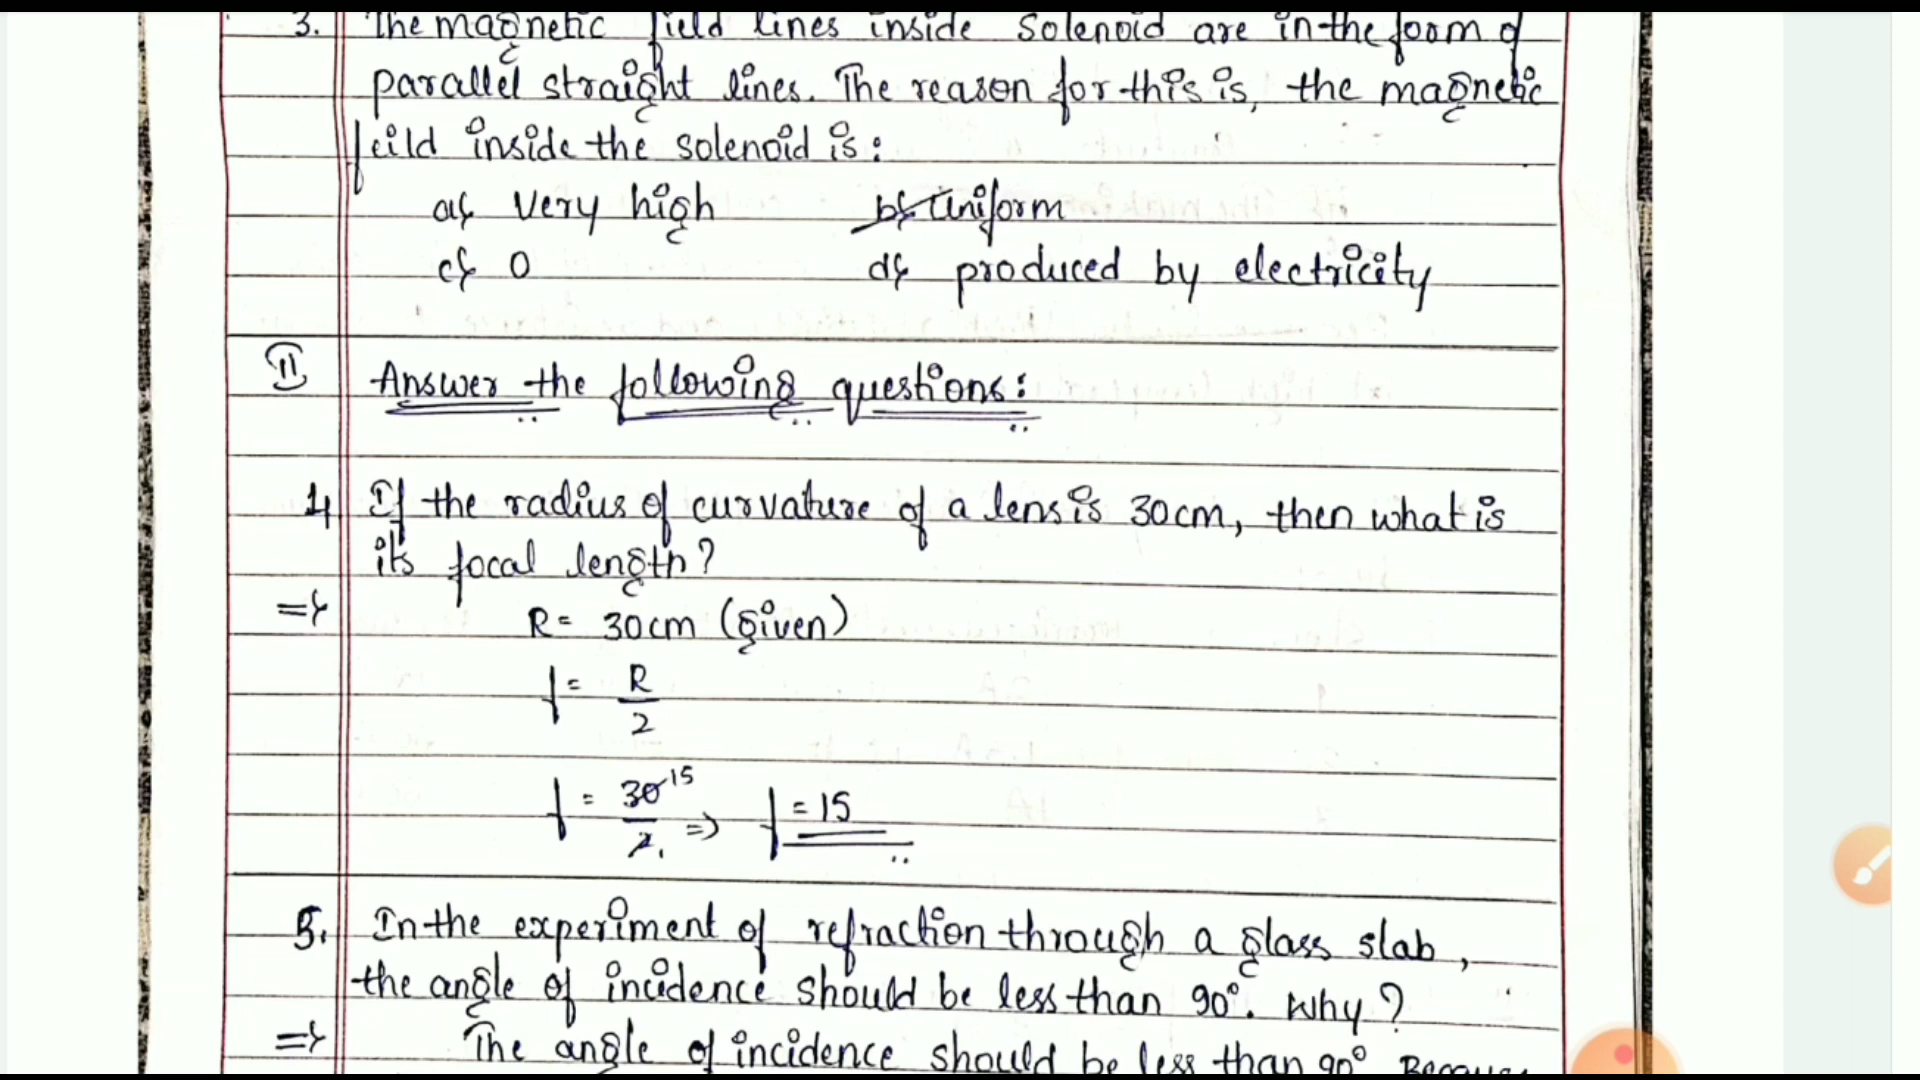 3. The magnetic field lines inside solenoid are in the form of
parallel straight lines. The reason for this is, the magnetic
feild inside the solenoid is:
a) very high b) Uniform
c) 0 d) produced by electricity
II Answer the following questions:
4 If the radius of curvature of a lens is 30cm, then what is
its focal length?
=> R = 30cm (given)
f = R/2
f = 30 15/2 => f = 15
5. In the experiment of refraction through a glass slab,
the angle of incidence should be less than 90°. Why?
=> The angle of incidence should be less than 90° Because